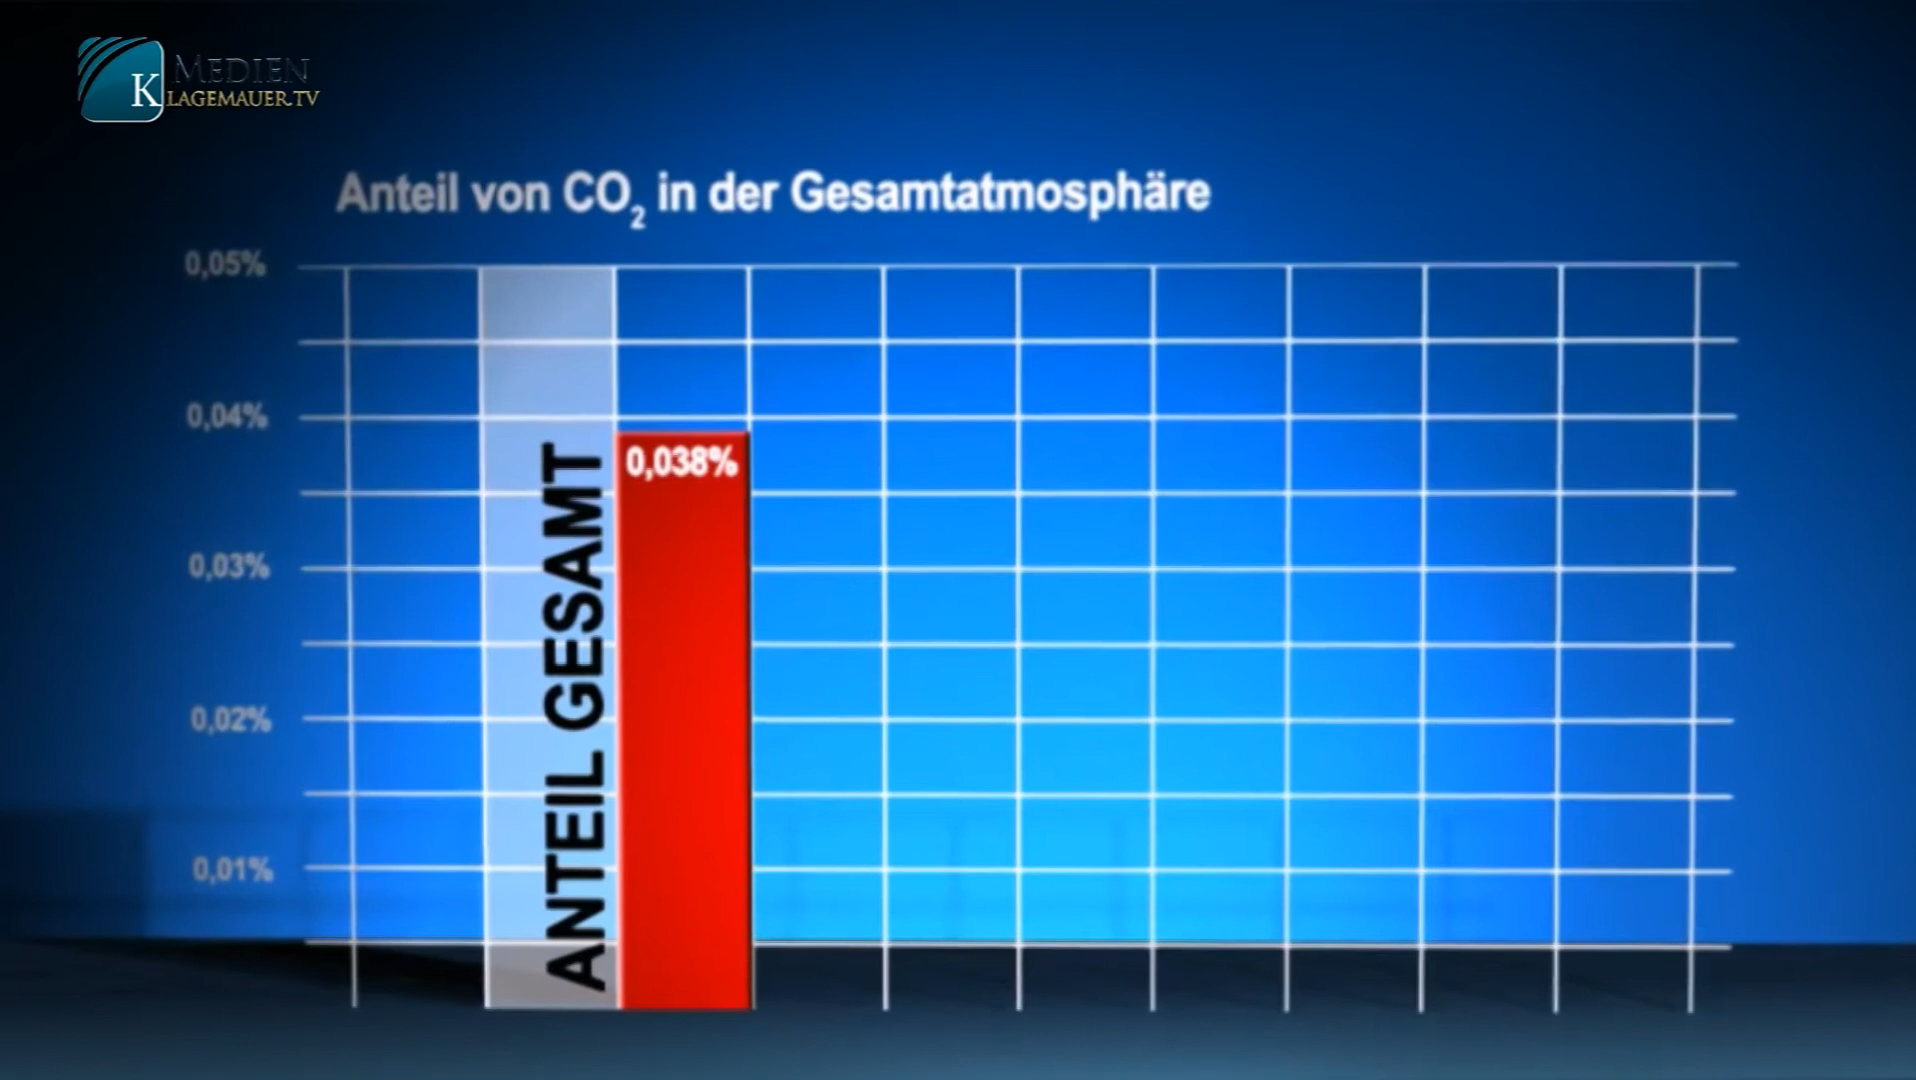 MEDIEN
KLAGEMAUER.TV
Anteil von CO₂ in der Gesamtatmosphäre
0,05%
0,04%
0,038%
0,03%
0,02%
0,01%
ANTEIL GESAMT